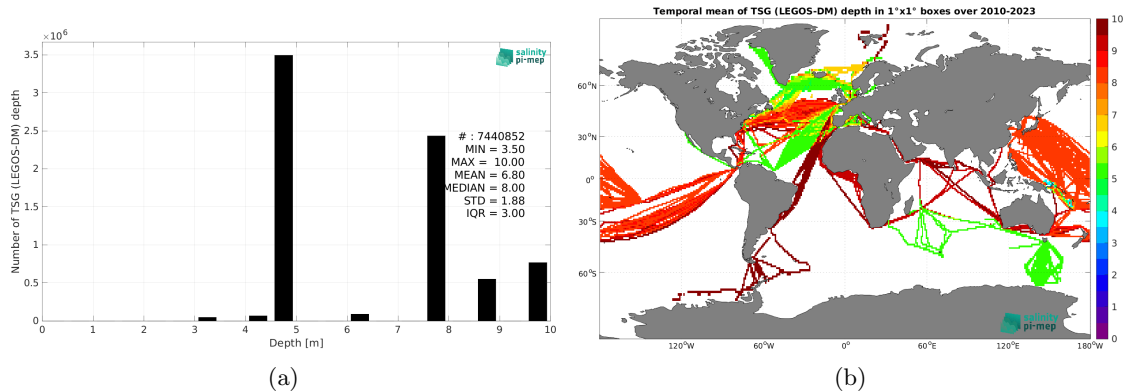 ×10⁶
3.5
3
2.5
2
1.5
1
0.5
0
Number of TSG (LEGOS-DM) depth
salinity
pi-mep
# : 7440852
MIN = 3.50
MAX = 10.00
MEAN = 6.80
MEDIAN = 8.00
STD = 1.88
IQR = 3.00
0 1 2 3 4 5 6 7 8 9 10
Depth [m]
(a)
Temporal mean of TSG (LEGOS-DM) depth in 1°x1° boxes over 2010-2023
60°N
30°N
0°
30°S
60°S
120°W 60°W 0° 60°E 120°E 180°W
salinity
pi-mep
10
9
8
7
6
5
4
3
2
1
0
(b)